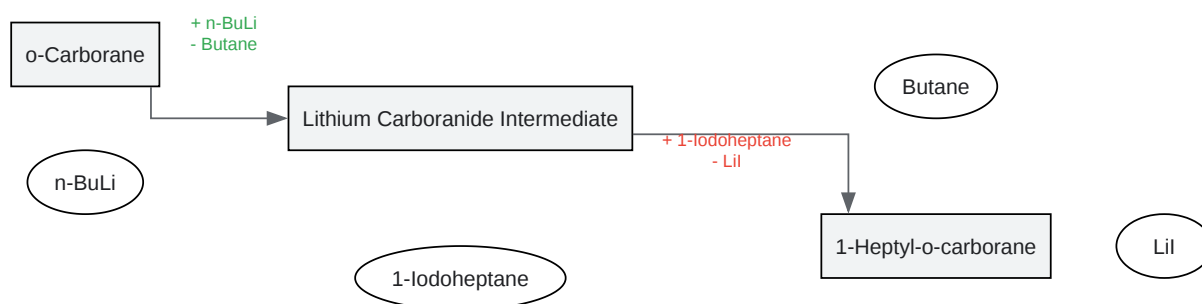 + n-BuLi
- Butane
o-Carborane
Butane
Lithium Carboranide Intermediate
+ 1-Iodoheptane
- LiI
n-BuLi
1-Heptyl-o-carborane
LiI
1-Iodoheptane